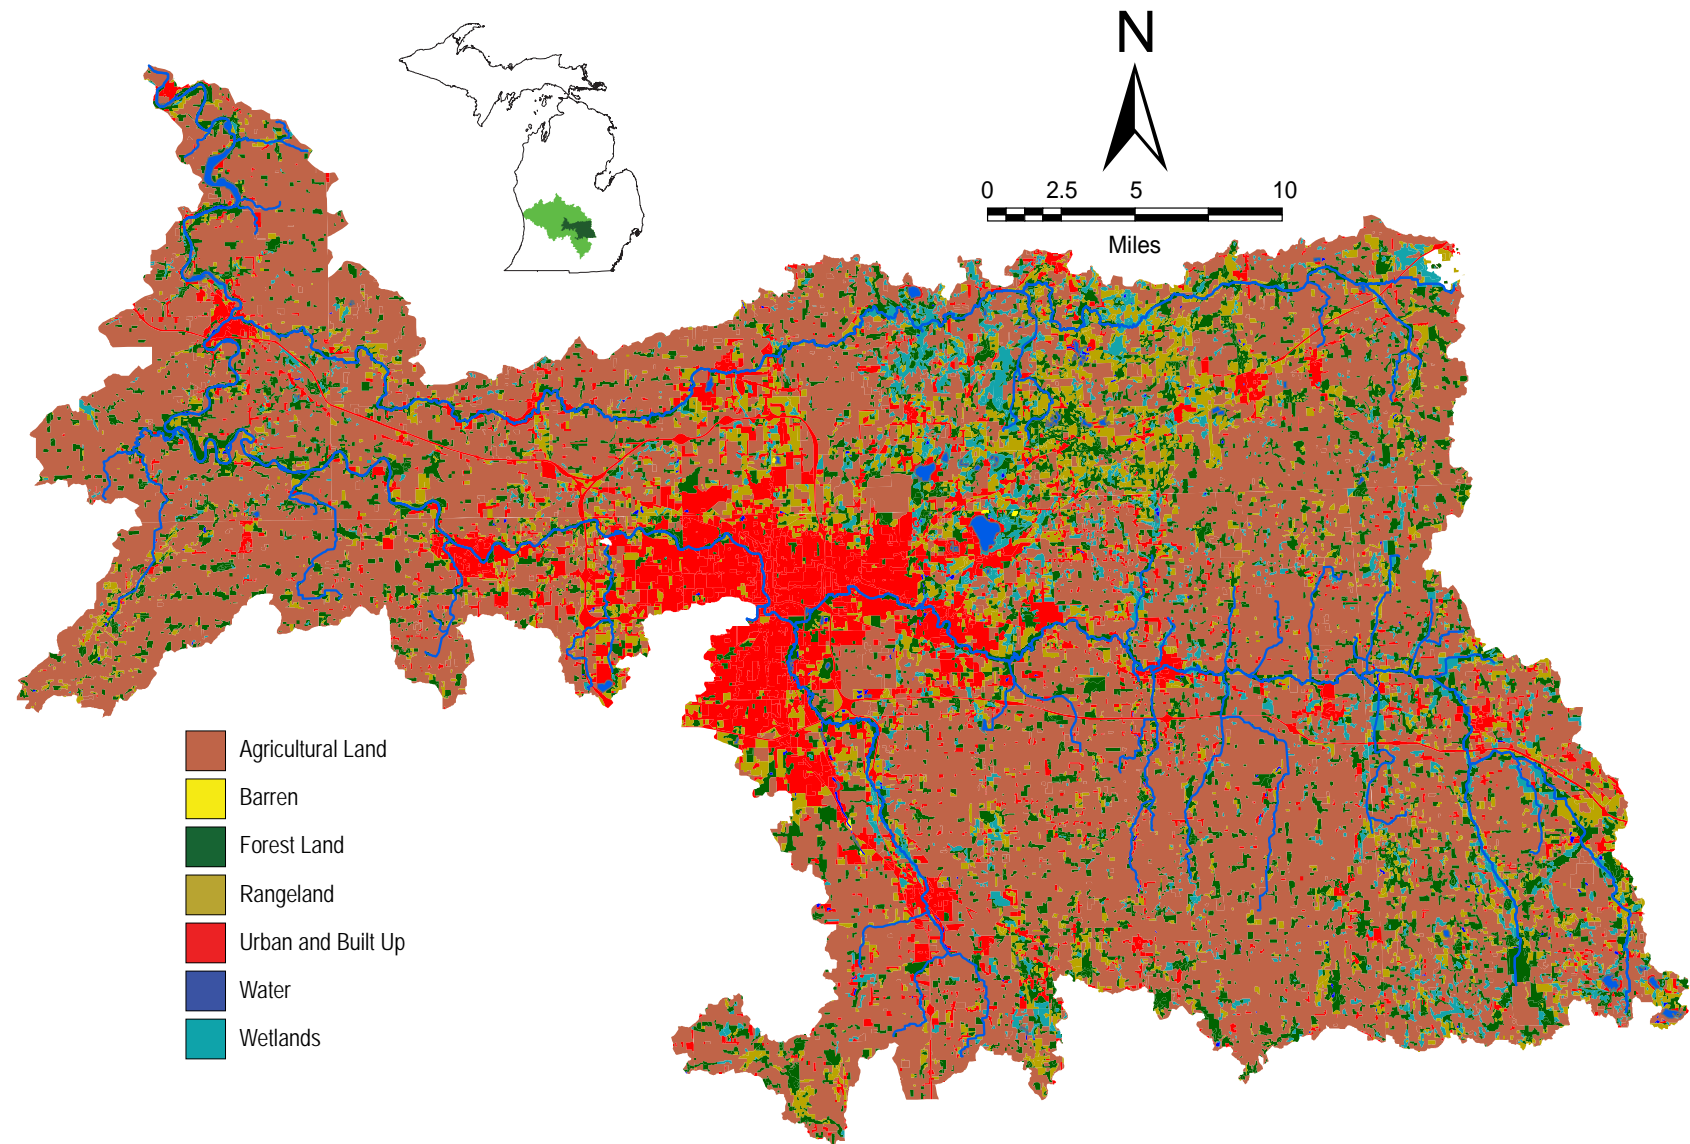 N
0 2.5 5 10
Miles
Agricultural Land
Barren
Forest Land
Rangeland
Urban and Built Up
Water
Wetlands